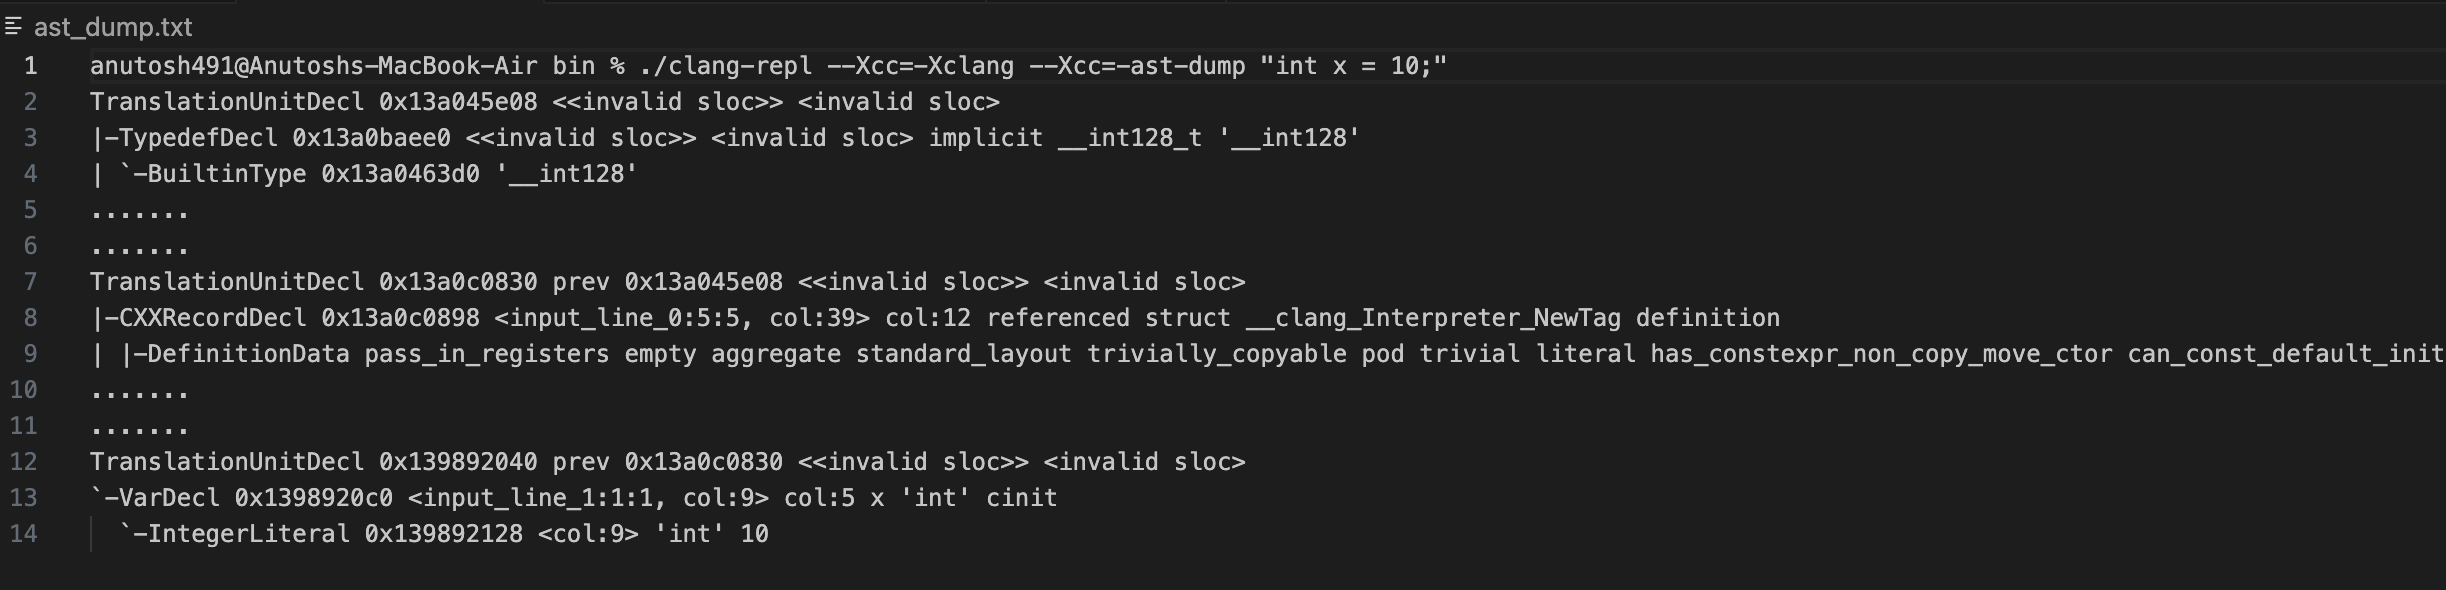 ast_dump.txt
1 anutosh491@Anutoshs-MacBook-Air bin % ./clang-repl --Xcc=-Xclang --Xcc=-ast-dump "int x = 10;"
2 TranslationUnitDecl 0x13a045e08 <<invalid sloc>> <invalid sloc>
3 |-TypedefDecl 0x13a0baee0 <<invalid sloc>> <invalid sloc> implicit __int128_t '__int128'
4 | `-BuiltinType 0x13a0463d0 '__int128'
5 .......
6 .......
7 TranslationUnitDecl 0x13a0c0830 prev 0x13a045e08 <<invalid sloc>> <invalid sloc>
8 |-CXXRecordDecl 0x13a0c0898 <input_line_0:5:5, col:39> col:12 referenced struct __clang_Interpreter_NewTag definition
9 | |-DefinitionData pass_in_registers empty aggregate standard_layout trivially_copyable pod trivial literal has_constexpr_non_copy_move_ctor can_const_default_init
10 .......
11 .......
12 TranslationUnitDecl 0x139892040 prev 0x13a0c0830 <<invalid sloc>> <invalid sloc>
13 `-VarDecl 0x1398920c0 <input_line_1:1:1, col:9> col:5 x 'int' cinit
14   `-IntegerLiteral 0x139892128 <col:9> 'int' 10